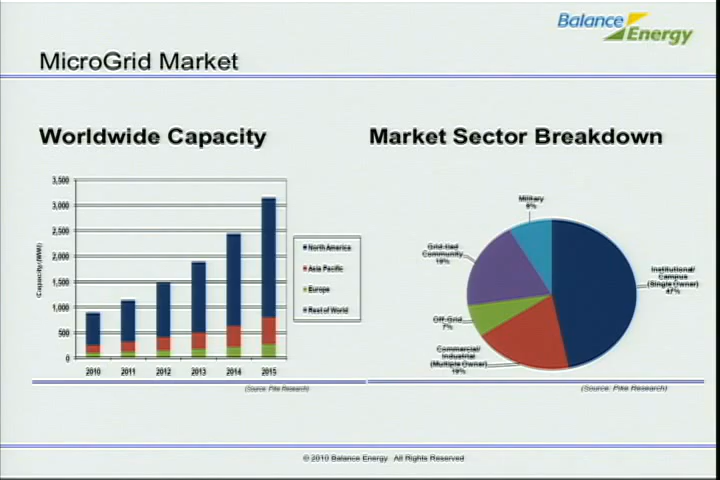 Balance
Energy
MicroGrid Market
Worldwide Capacity
Market Sector Breakdown
3,500
3,000
2,500
2,000
1,500
1,000
500
0
Capacity (MW)
2010 2011 2012 2013 2014 2015
North America
Asia Pacific
Europe
Rest of World
(Source: Pike Research)
Military
8%
Grid-tied
Community
19%
Off-Grid
7%
Commercial/
Industrial
(Multiple Owner)
19%
Institutional/
Campus
(Single Owner)
47%
(Source: Pike Research)
© 2010 Balance Energy. All Rights Reserved